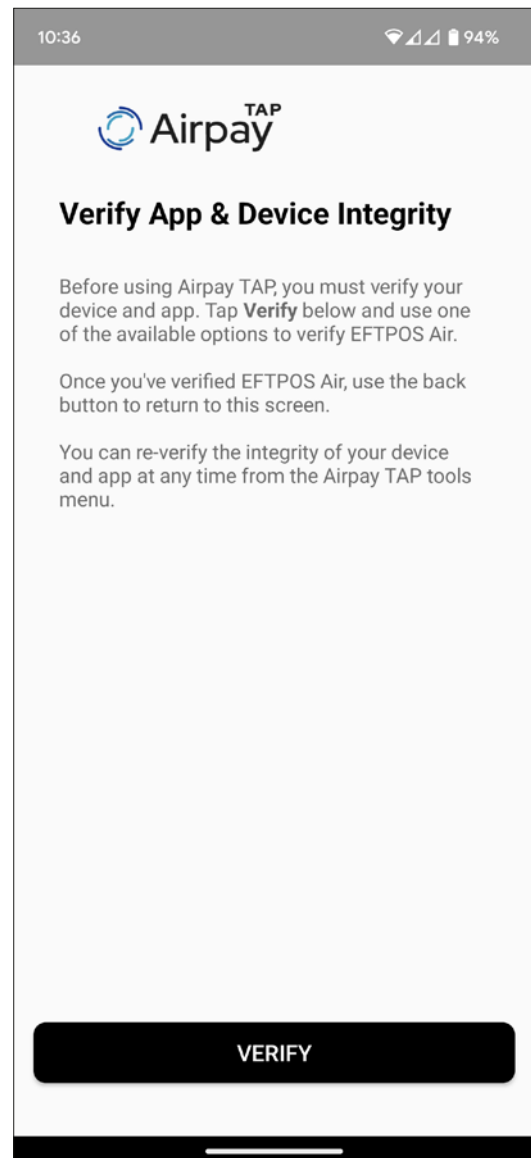 10:36
94%
Airpay TAP
Verify App & Device Integrity
Before using Airpay TAP, you must verify your
device and app. Tap Verify below and use one
of the available options to verify EFTPOS Air.
Once you've verified EFTPOS Air, use the back
button to return to this screen.
You can re-verify the integrity of your device
and app at any time from the Airpay TAP tools
menu.
VERIFY